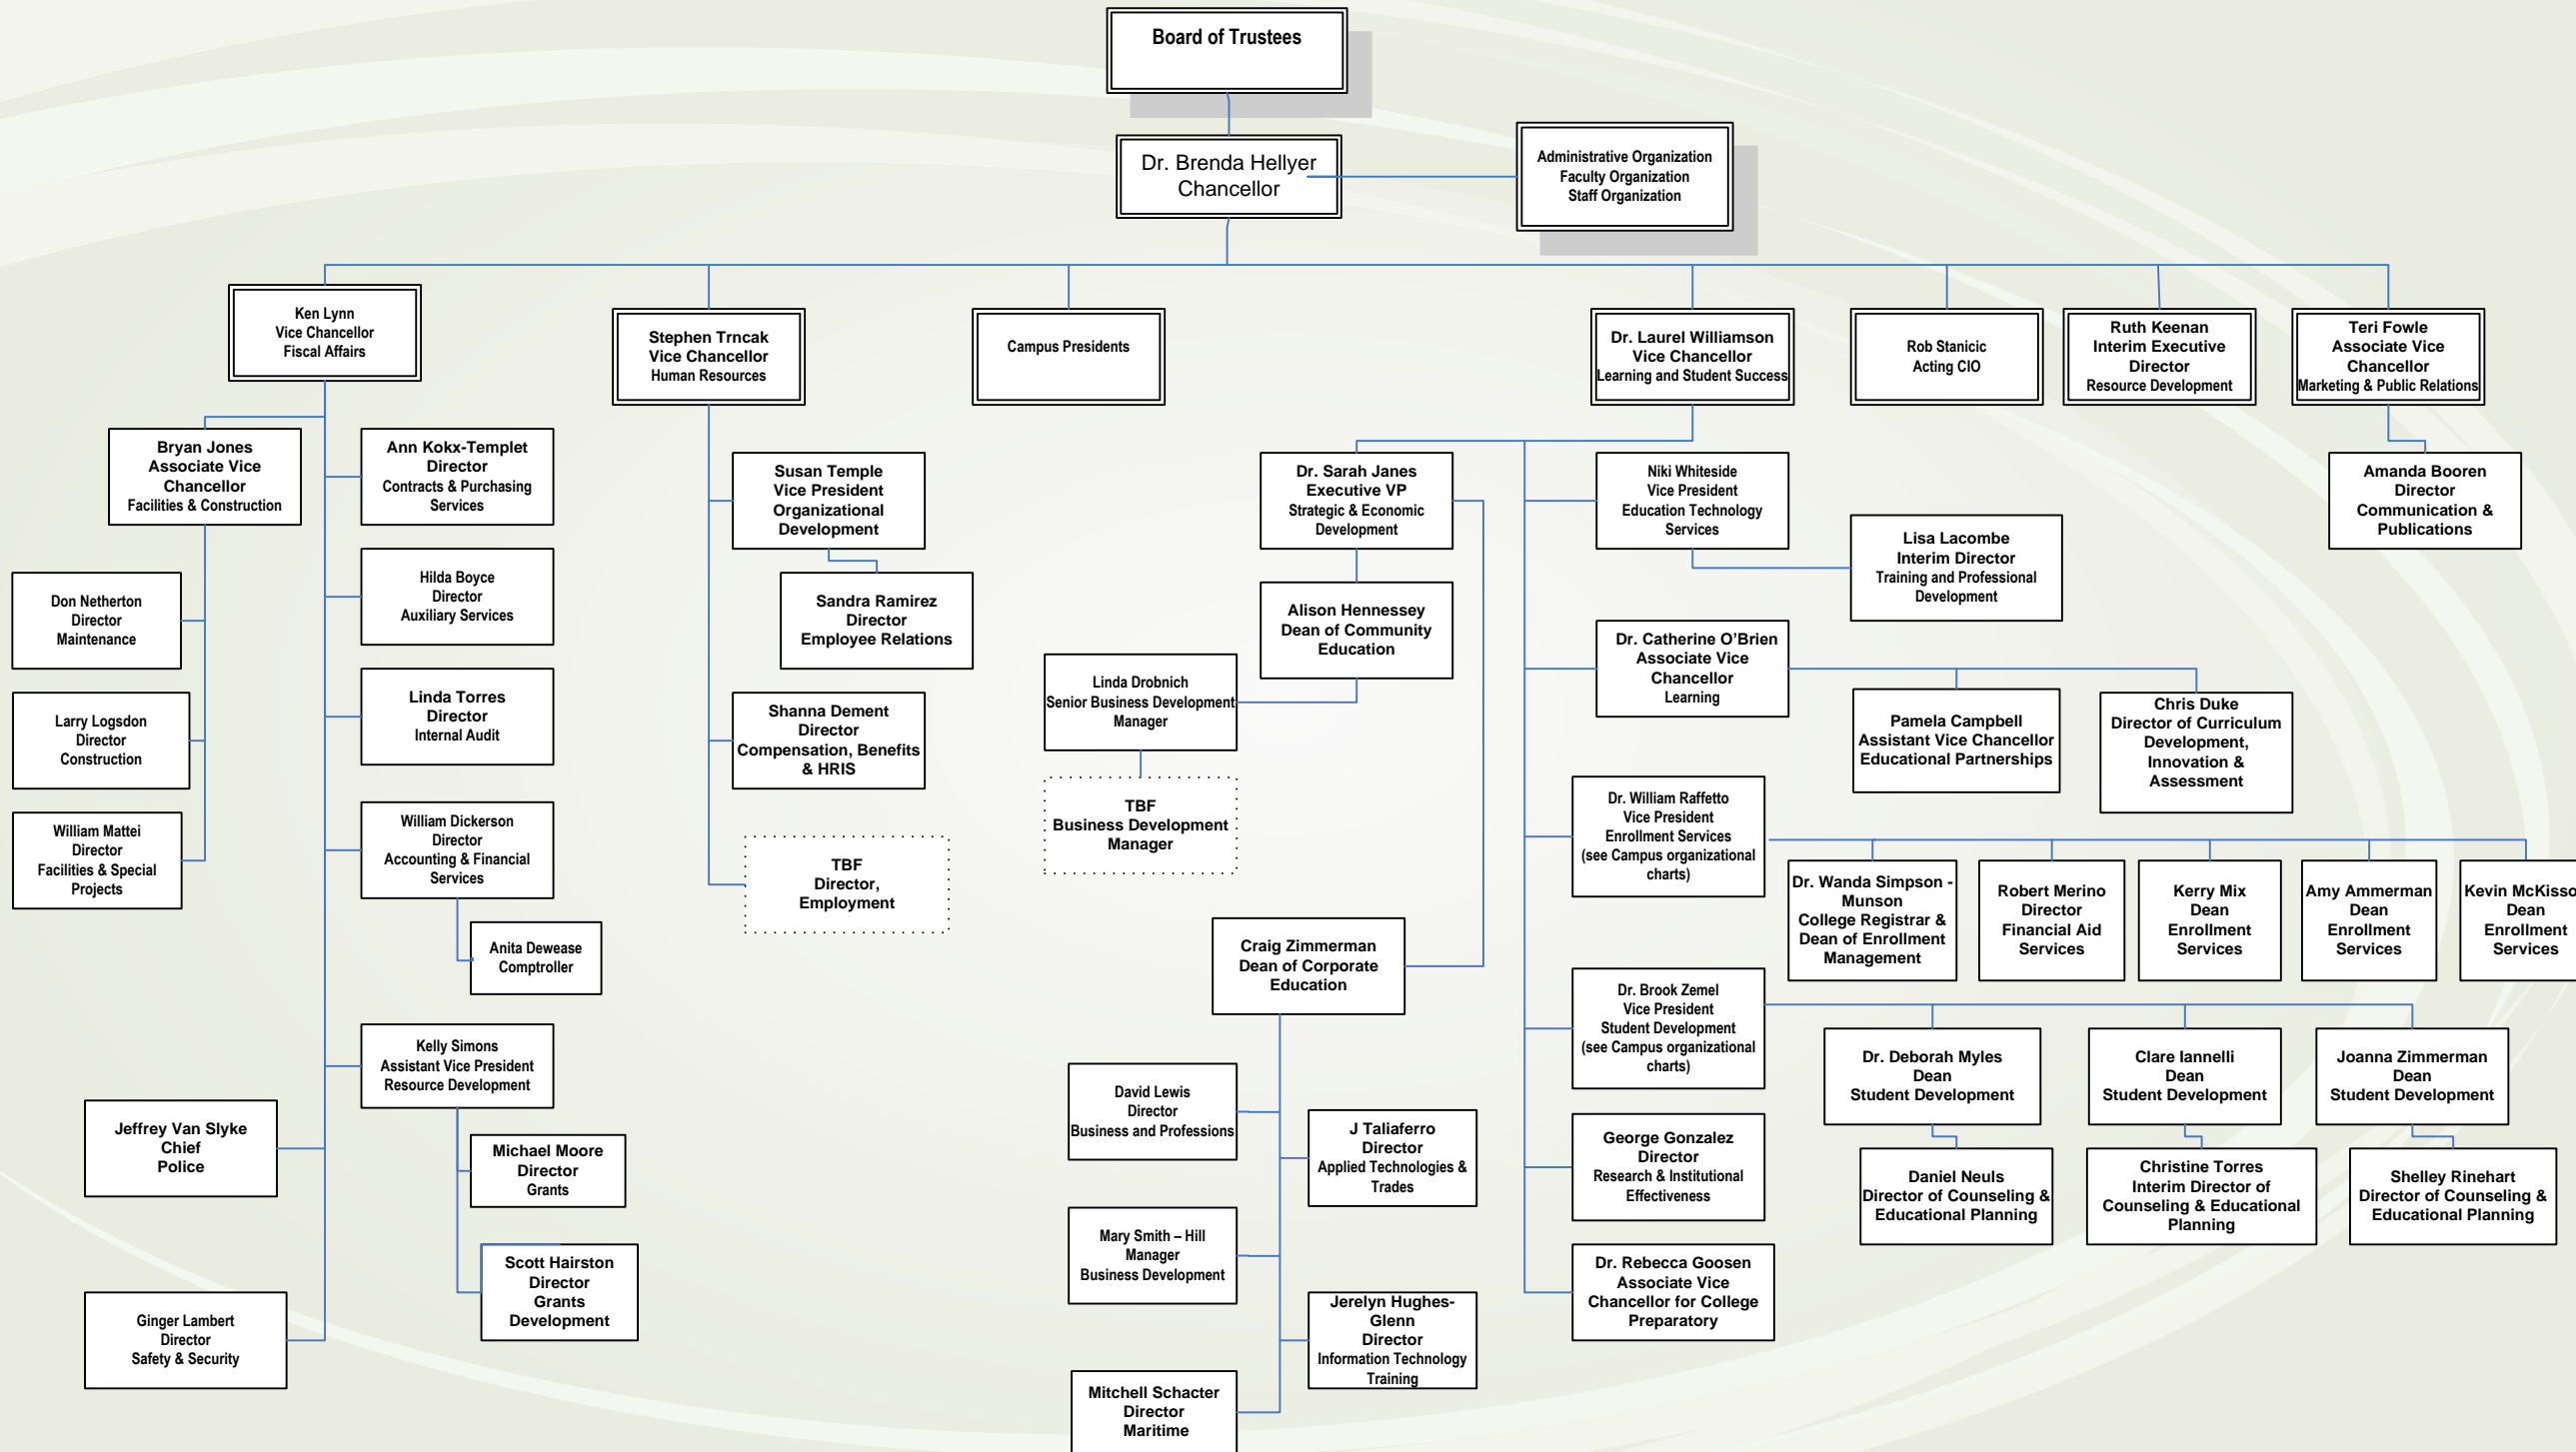 Board of Trustees
Dr. Brenda Hellyer
Chancellor
Administrative Organization
Faculty Organization
Staff Organization
Ken Lynn
Vice Chancellor
Fiscal Affairs
Stephen Trncak
Vice Chancellor
Human Resources
Campus Presidents
Dr. Laurel Williamson
Vice Chancellor
Learning and Student Success
Rob Stanicic
Acting CIO
Ruth Keenan
Interim Executive
Director
Resource Development
Teri Fowle
Associate Vice
Chancellor
Marketing & Public Relations
Bryan Jones
Associate Vice
Chancellor
Facilities & Construction
Ann Kokx-Templet
Director
Contracts & Purchasing
Services
Susan Temple
Vice President
Organizational
Development
Dr. Sarah Janes
Executive VP
Strategic & Economic
Development
Niki Whiteside
Vice President
Education Technology
Services
Amanda Booren
Director
Communication &
Publications
Lisa Lacombe
Interim Director
Training and Professional
Development
Don Netherton
Director
Maintenance
Hilda Boyce
Director
Auxiliary Services
Sandra Ramirez
Director
Employee Relations
Alison Hennessey
Dean of Community
Education
Dr. Catherine O'Brien
Associate Vice
Chancellor
Learning
Larry Logsdon
Director
Construction
Linda Torres
Director
Internal Audit
Shanna Dement
Director
Compensation, Benefits
& HRIS
Linda Drobnich
Senior Business Development
Manager
Pamela Campbell
Assistant Vice Chancellor
Educational Partnerships
Chris Duke
Director of Curriculum
Development,
Innovation &
Assessment
William Mattei
Director
Facilities & Special
Projects
William Dickerson
Director
Accounting & Financial
Services
TBF
Director,
Employment
TBF
Business Development
Manager
Dr. William Raffetto
Vice President
Enrollment Services
(see Campus organizational
charts)
Dr. Wanda Simpson -
Munson
College Registrar &
Dean of Enrollment
Management
Robert Merino
Director
Financial Aid
Services
Kerry Mix
Dean
Enrollment
Services
Amy Ammerman
Dean
Enrollment
Services
Kevin McKisso
Dean
Enrollment
Services
Anita Dewease
Comptroller
Craig Zimmerman
Dean of Corporate
Education
Dr. Brook Zemel
Vice President
Student Development
(see Campus organizational
charts)
Kelly Simons
Assistant Vice President
Resource Development
Dr. Deborah Myles
Dean
Student Development
Clare Iannelli
Dean
Student Development
Joanna Zimmerman
Dean
Student Development
Jeffrey Van Slyke
Chief
Police
Michael Moore
Director
Grants
David Lewis
Director
Business and Professions
J Taliaferro
Director
Applied Technologies &
Trades
George Gonzalez
Director
Research & Institutional
Effectiveness
Daniel Neuls
Director of Counseling &
Educational Planning
Christine Torres
Interim Director of
Counseling & Educational
Planning
Shelley Rinehart
Director of Counseling &
Educational Planning
Scott Hairston
Director
Grants
Development
Mary Smith – Hill
Manager
Business Development
Dr. Rebecca Goosen
Associate Vice
Chancellor for College
Preparatory
Ginger Lambert
Director
Safety & Security
Jerelyn Hughes-
Glenn
Director
Information Technology
Training
Mitchell Schacter
Director
Maritime